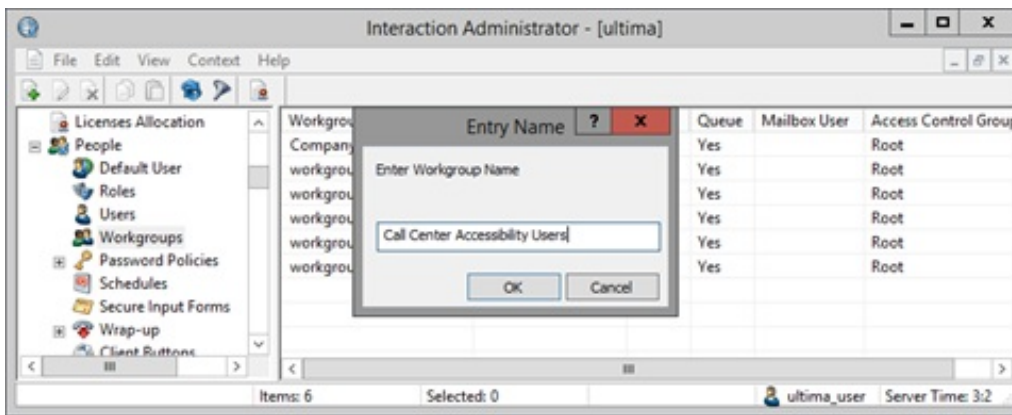 Interaction Administrator - [ultima]
File Edit View Context Help
Licenses Allocation
People
Default User
Roles
Users
Workgroups
Password Policies
Schedules
Secure Input Forms
Wrap-up
Client Buttons
Workgrou Queue Mailbox User Access Control Group
Company Yes Root
workgrou Yes Root
workgrou Yes Root
workgrou Yes Root
workgrou Yes Root
workgrou Yes Root
Entry Name ? x
Enter Workgroup Name
Call Center Accessibility Users
OK Cancel
Items: 6 Selected: 0 ultima_user Server Time: 3:2